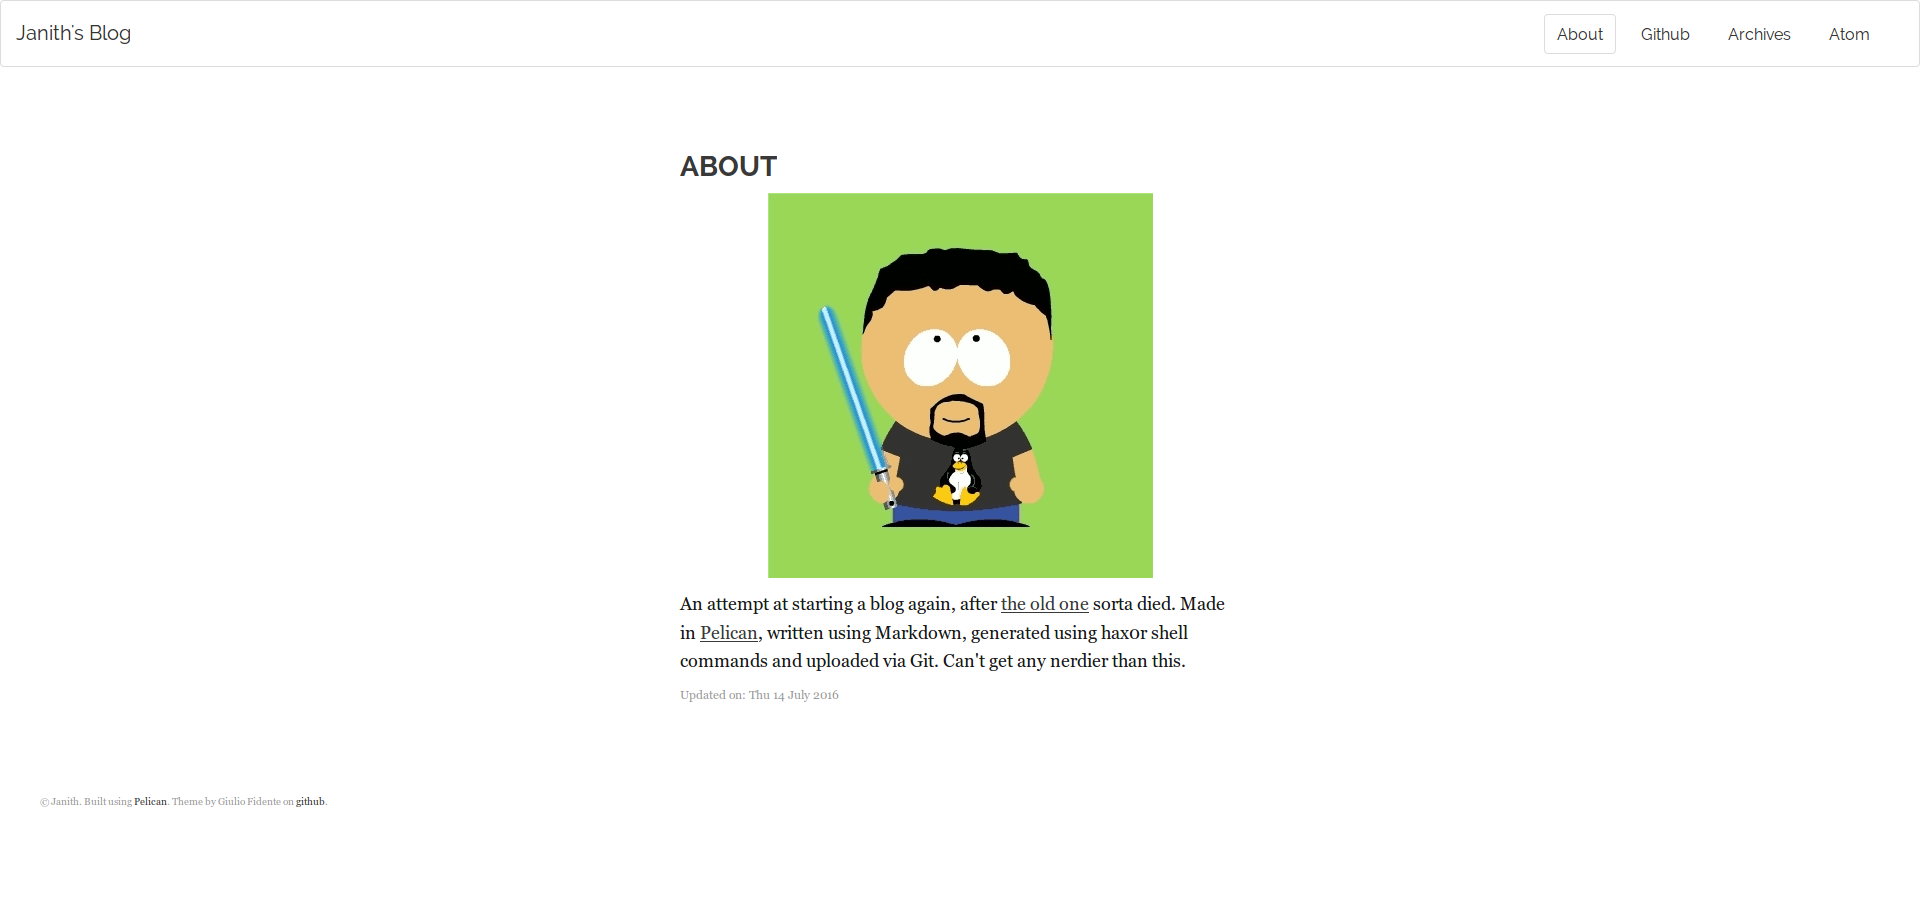 Janith's Blog
About
Github
Archives
Atom
ABOUT
An attempt at starting a blog again, after the old one sorta died. Made
in Pelican, written using Markdown, generated using hax0r shell
commands and uploaded via Git. Can't get any nerdier than this.
Updated on: Thu 14 July 2016
© Janith. Built using Pelican. Theme by Giulio Fidente on github.